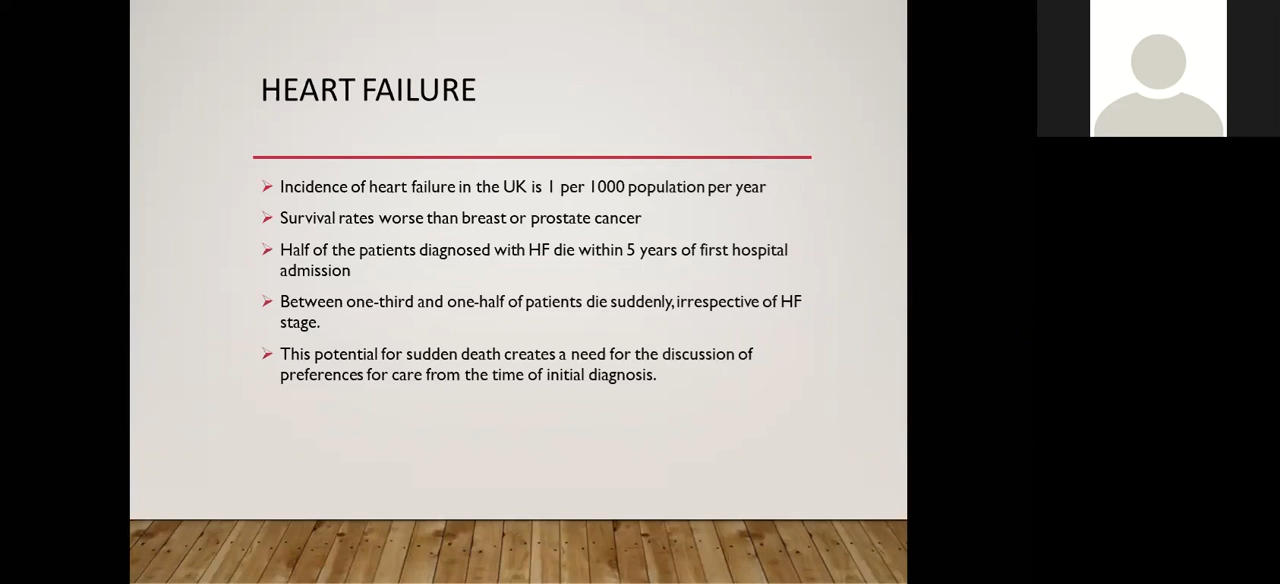 HEART FAILURE
Incidence of heart failure in the UK is 1 per 1000 population per year
Survival rates worse than breast or prostate cancer
Half of the patients diagnosed with HF die within 5 years of first hospital
admission
Between one-third and one-half of patients die suddenly, irrespective of HF
stage.
This potential for sudden death creates a need for the discussion of
preferences for care from the time of initial diagnosis.